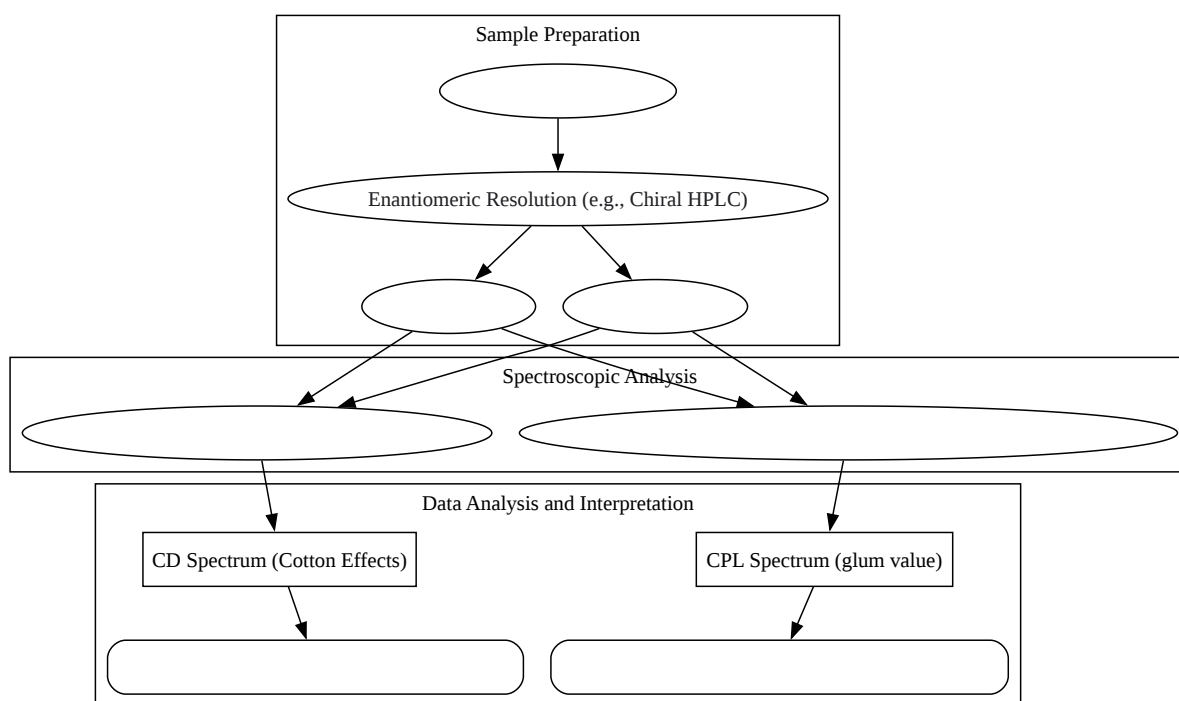 Sample Preparation
Enantiomeric Resolution (e.g., Chiral HPLC)
Spectroscopic Analysis
Data Analysis and Interpretation
CD Spectrum (Cotton Effects)
CPL Spectrum (glum value)